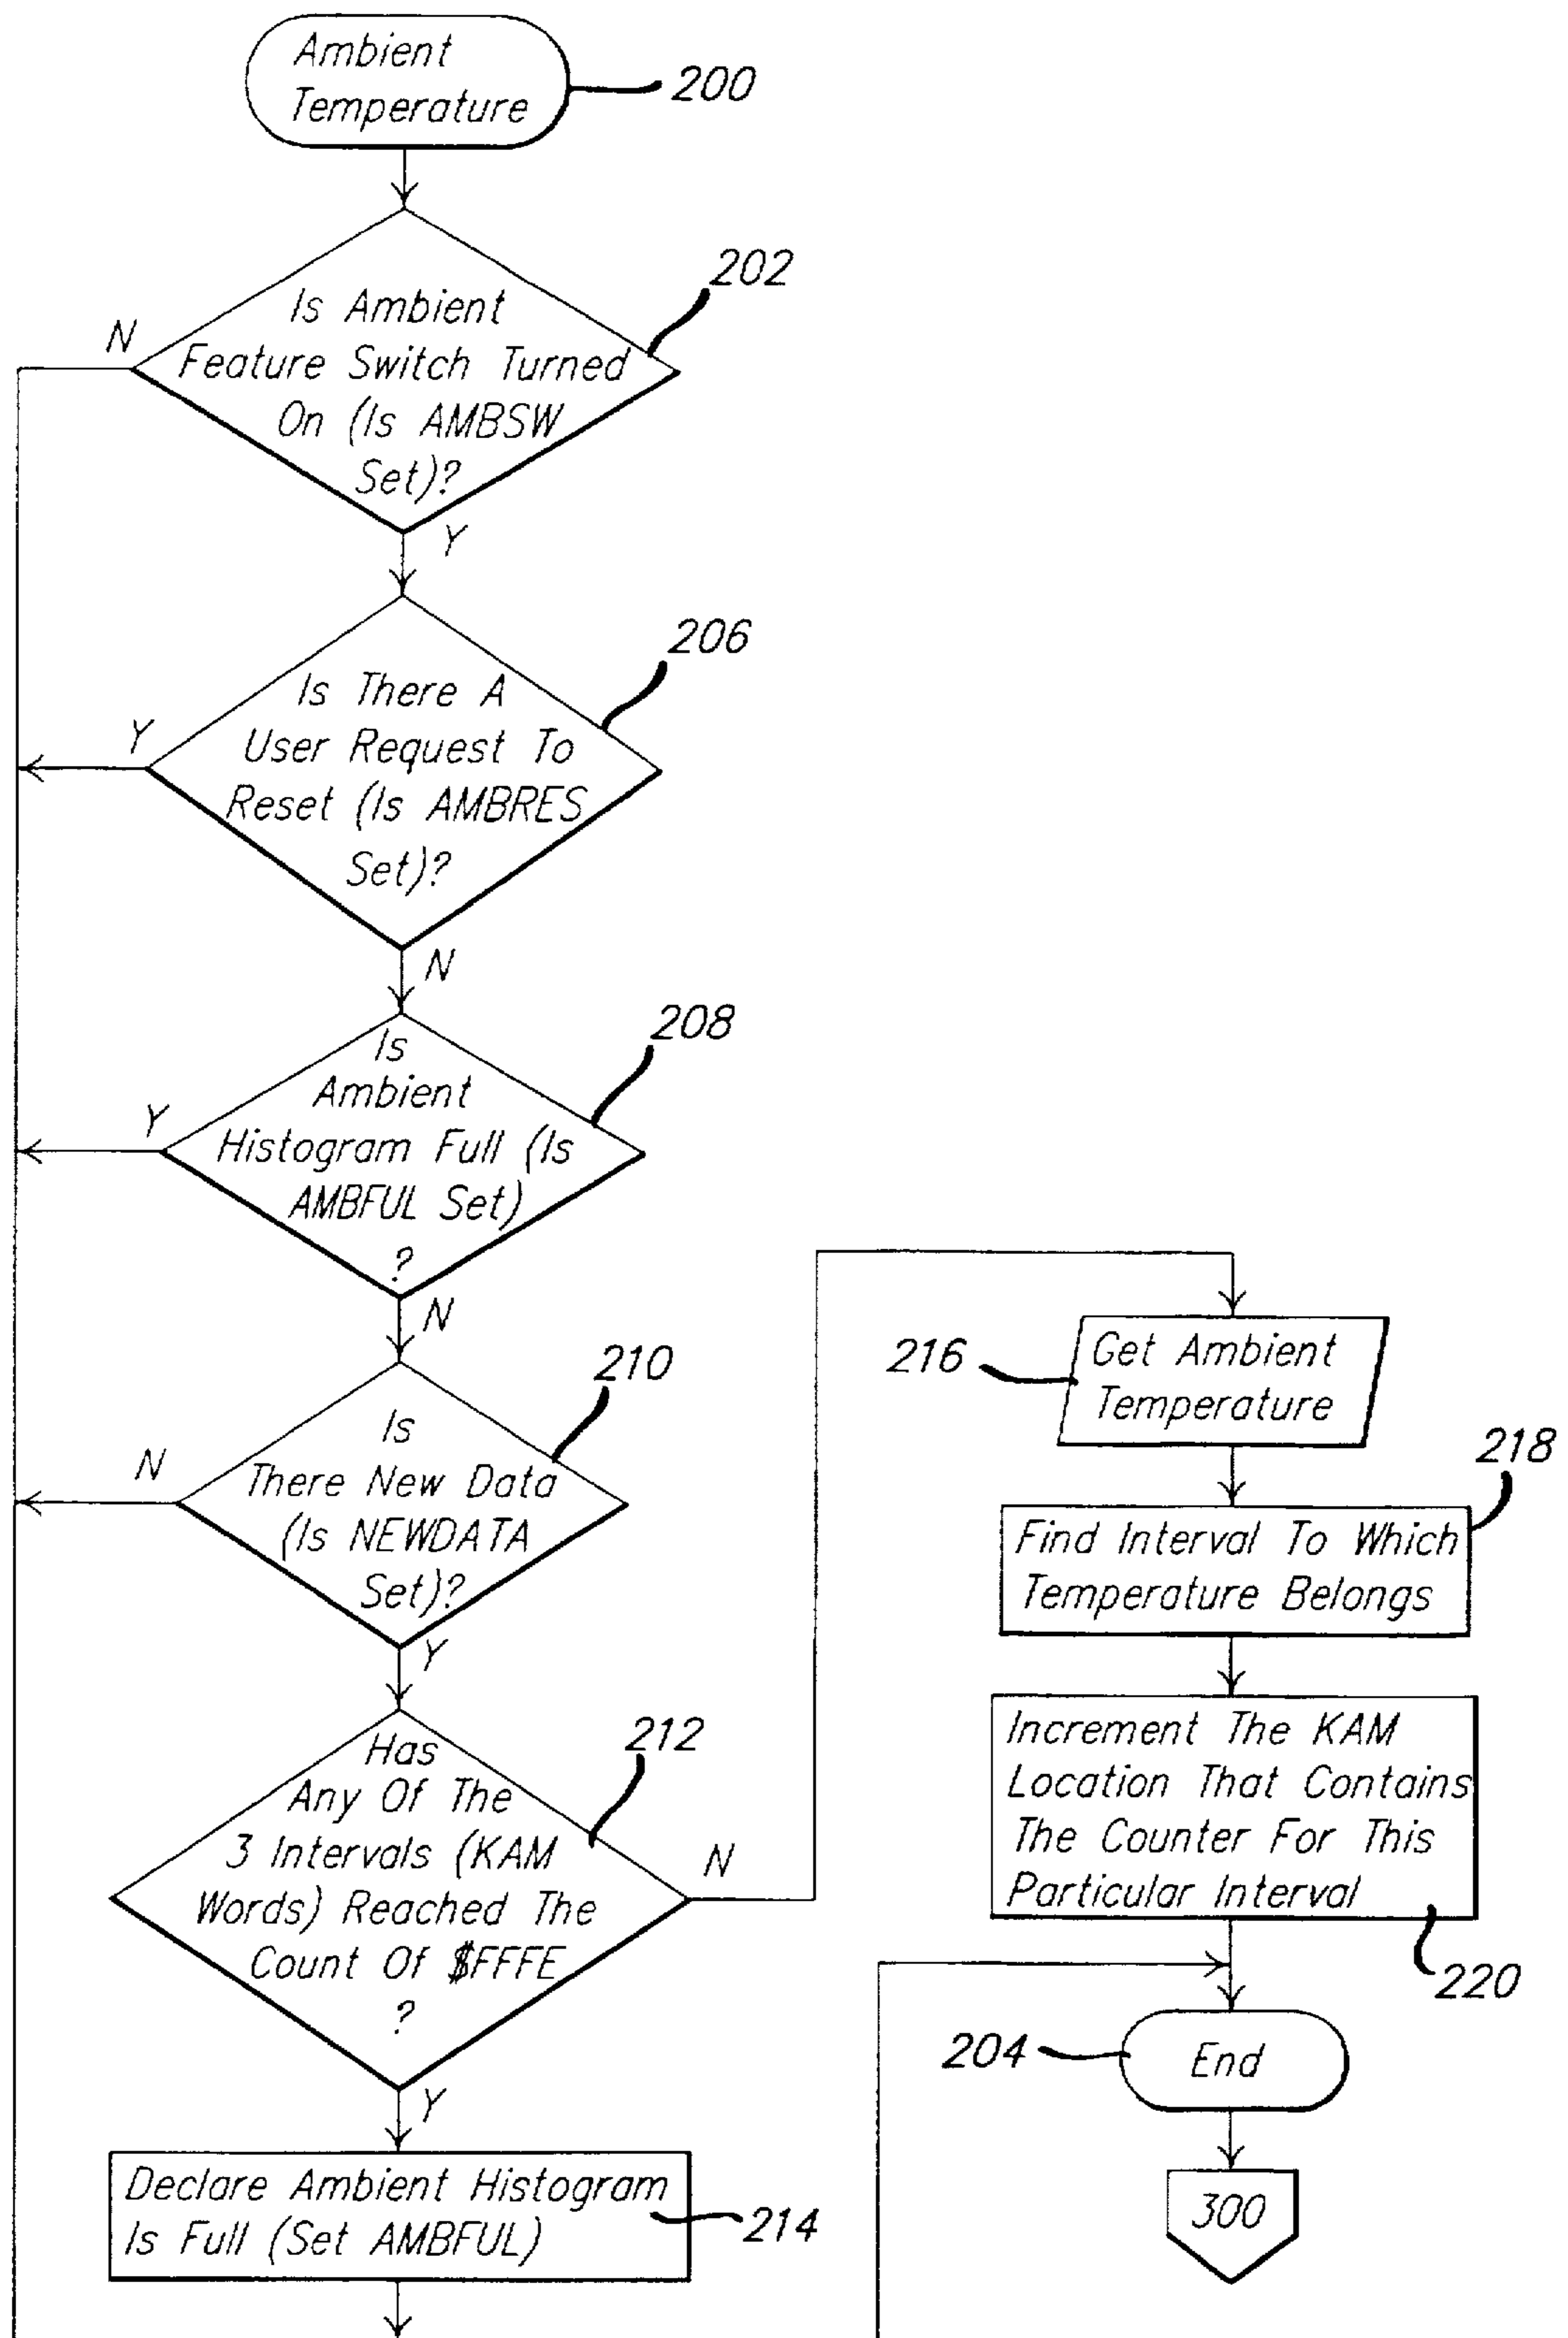 Ambient
Temperature
200
202
Is Ambient
Feature Switch Turned
On (Is AMBSW
Set)?
N
Y
206
Is There A
User Request To
Reset (Is AMBRES
Set)?
Y
N
208
Is
Ambient
Histogram Full (Is
AMBFUL Set)
?
Y
N
210
Is
There New Data
(Is NEWDATA
Set)?
N
Y
212
Has
Any Of The
3 Intervals (KAM
Words) Reached The
Count Of $FFFE
?
N
Y
Declare Ambient Histogram
Is Full (Set AMBFUL)
214
216
Get Ambient
Temperature
218
Find Interval To Which
Temperature Belongs
Increment The KAM
Location That Contains
The Counter For This
Particular Interval
220
204
End
300